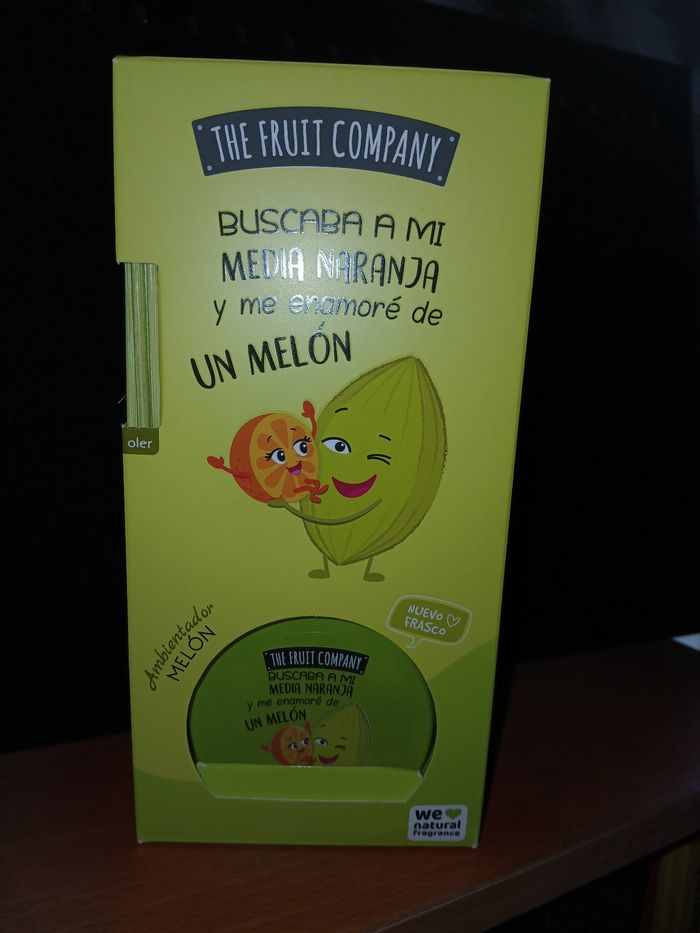 THE FRUIT COMPANY
BUSCABA A MI
MEDIA NARANJA
y me enamoré de
UN MELÓN
oler
Ambientador
MELÓN
NUEVO
FRASCO
THE FRUIT COMPANY
BUSCABA A MI
MEDIA NARANJA
y me enamoré de
UN MELÓN
we
natural
fragrance